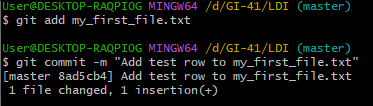 User@DESKTOP-RAQPIOG MINGW64 /d/GI-41/LDI (master)
$ git add my_first_file.txt
User@DESKTOP-RAQPIOG MINGW64 /d/GI-41/LDI (master)
$ git commit -m "Add test row to my_first_file.txt"
[master 8ad5cb4] Add test row to my_first_file.txt
1 file changed, 1 insertion(+)